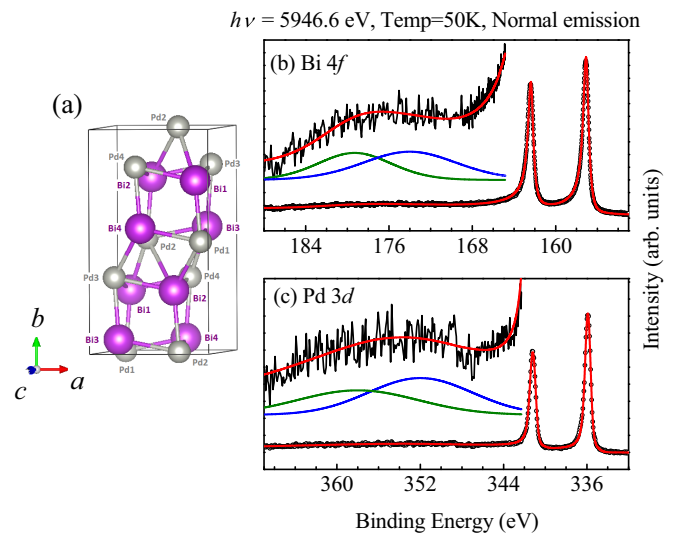 hν = 5946.6 eV, Temp=50K, Normal emission
(a)
Pd2
Pd4
Pd3
Bi2
Bi1
Bi4
Bi3
Pd2
Pd1
Pd3
Pd4
Bi1
Bi2
Bi3
Bi4
Pd1
Pd2
b
c
a
(b) Bi 4f
184
176
168
160
(c) Pd 3d
360
352
344
336
Binding Energy (eV)
Intensity (arb. units)